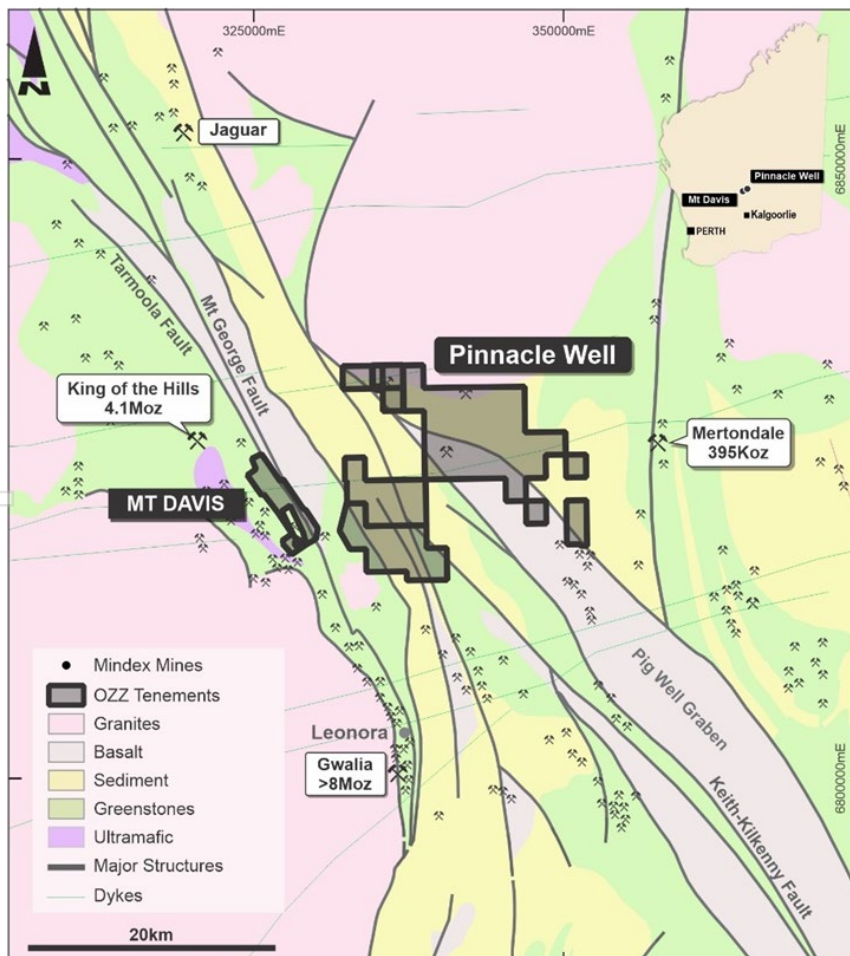 325000mE
350000mE
N
Jaguar
6850000mE
Pinnacle Well
Mt Davis
Kalgoorlie
PERTH
Tarmoola Fault
Mt George Fault
Pinnacle Well
King of the Hills
4.1Moz
Mertondale
395Koz
MT DAVIS
Pig Well Graben
Mindex Mines
OZZ Tenements
Granites
Basalt
Sediment
Greenstones
Ultramafic
Major Structures
Dykes
Leonora
Gwalia
>8Moz
6800000mE
Keith-Kilkenny Fault
20km